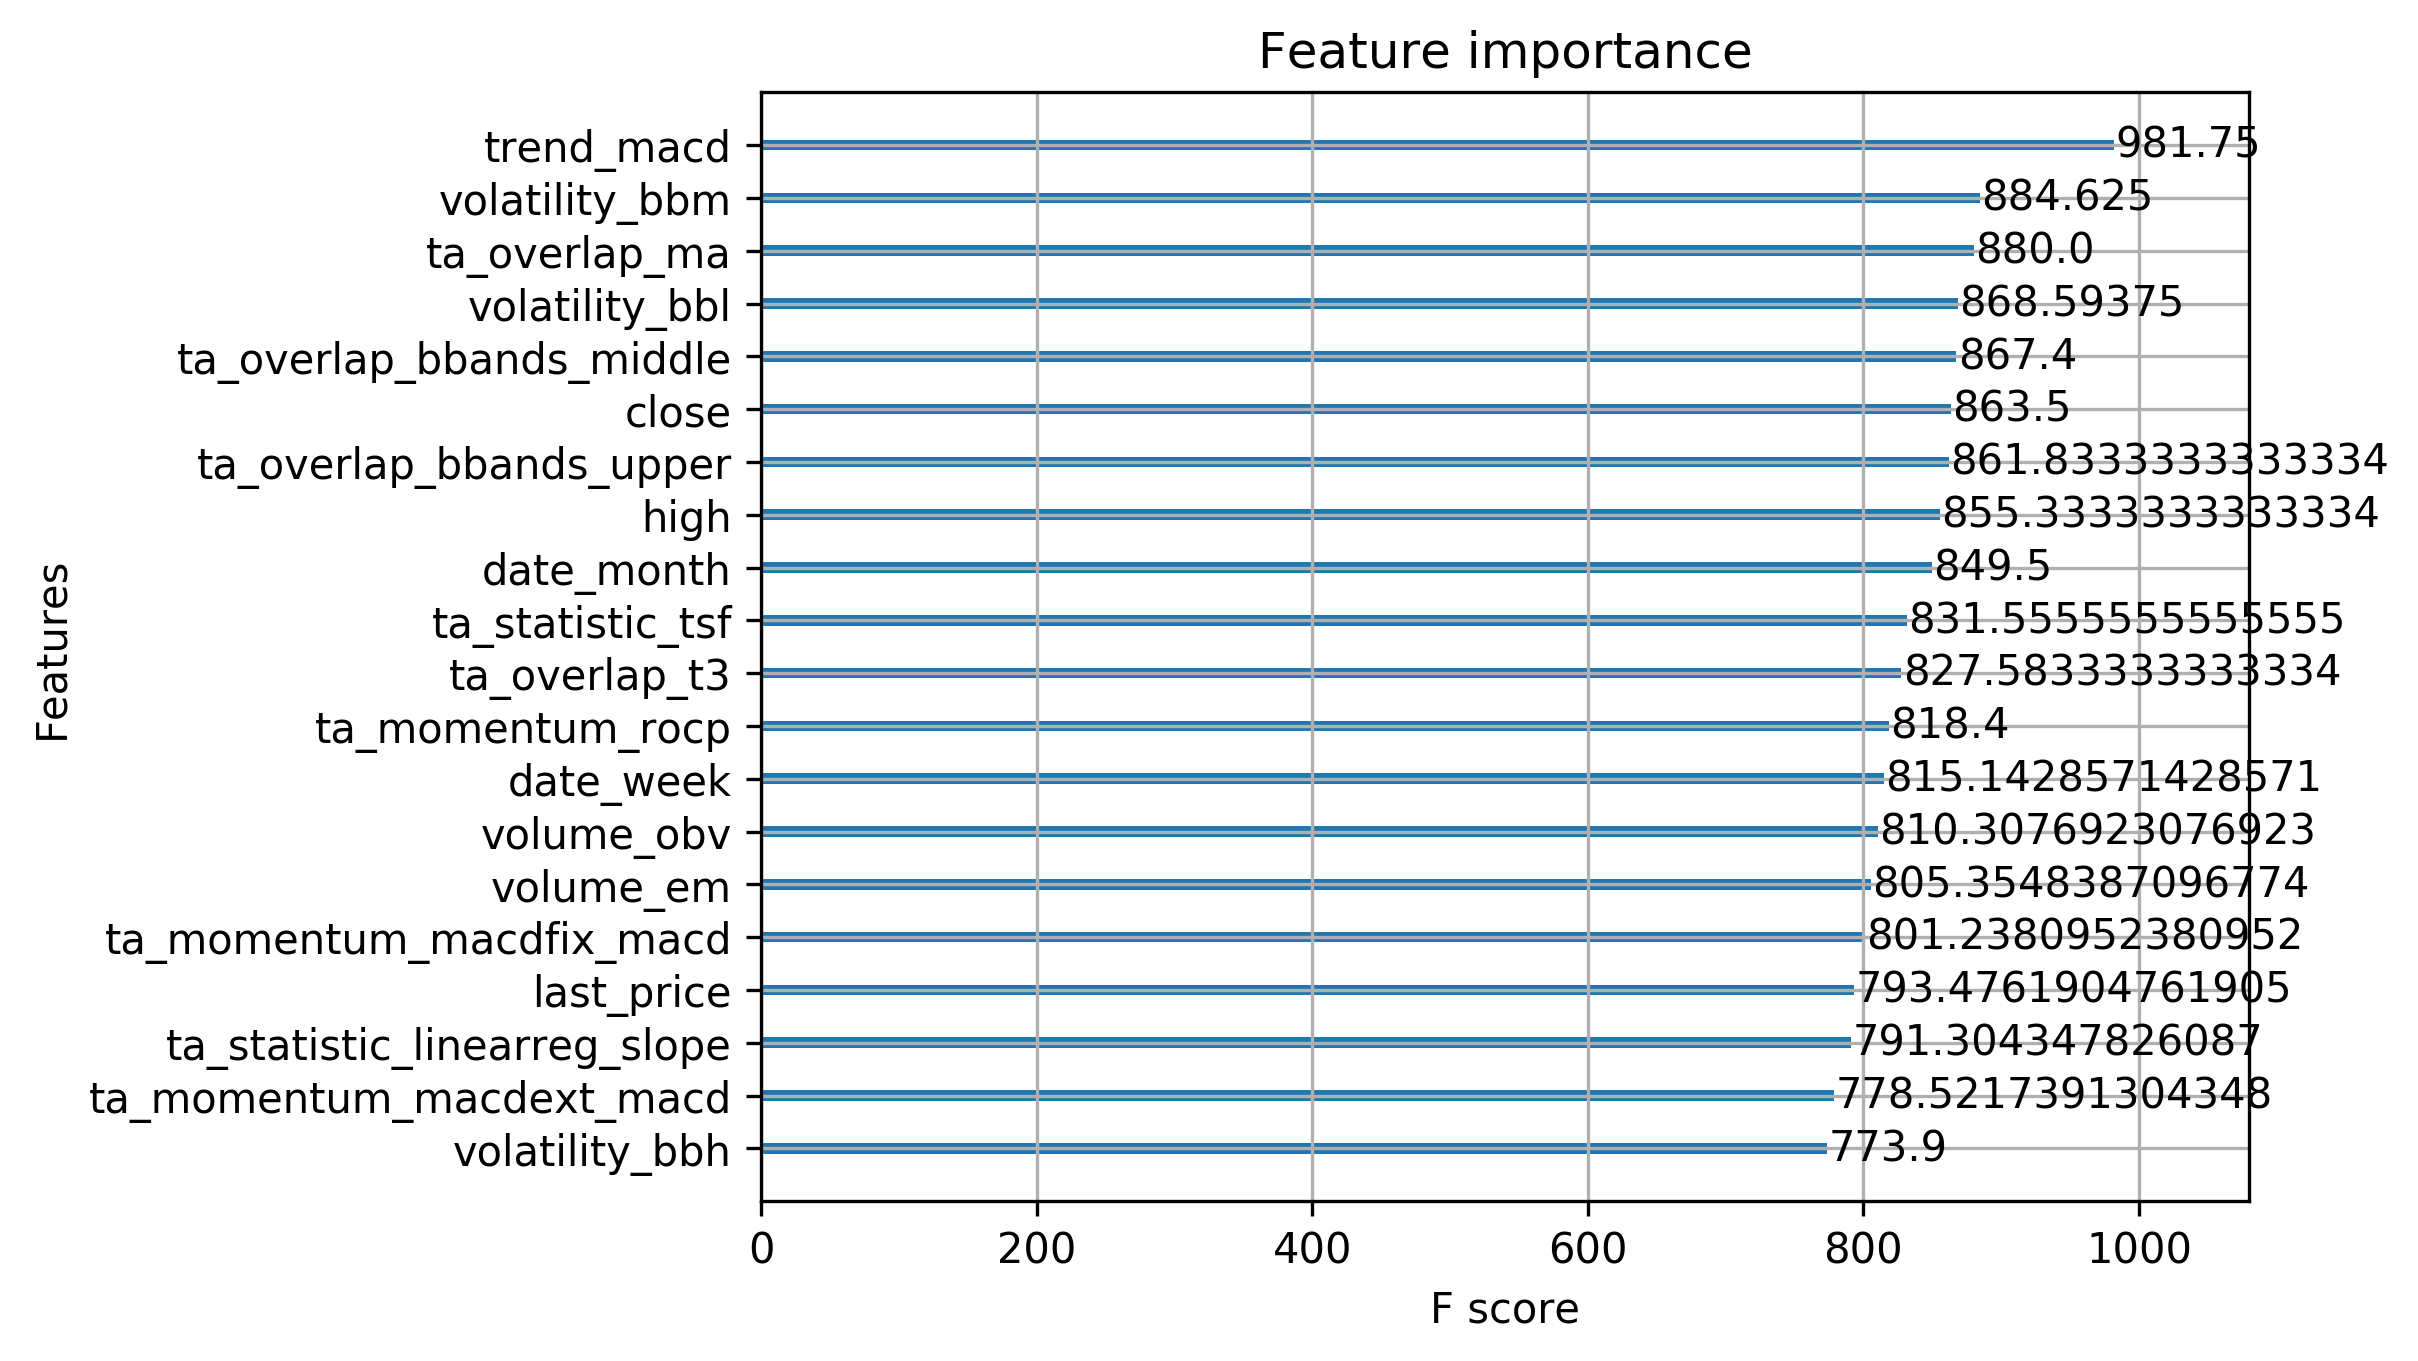 Feature importance
trend_macd 981.75
volatility_bbm 884.625
ta_overlap_ma 880.0
volatility_bbl 868.59375
ta_overlap_bbands_middle 867.4
close 863.5
ta_overlap_bbands_upper 861.8333333333334
high 855.3333333333334
date_month 849.5
ta_statistic_tsf 831.5555555555555
ta_overlap_t3 827.5833333333334
ta_momentum_rocp 818.4
date_week 815.1428571428571
volume_obv 810.3076923076923
volume_em 805.3548387096774
ta_momentum_macdfix_macd 801.2380952380952
last_price 793.4761904761905
ta_statistic_linearreg_slope 791.304347826087
ta_momentum_macdext_macd 778.5217391304348
volatility_bbh 773.9
Features
0 200 400 600 800 1000
F score